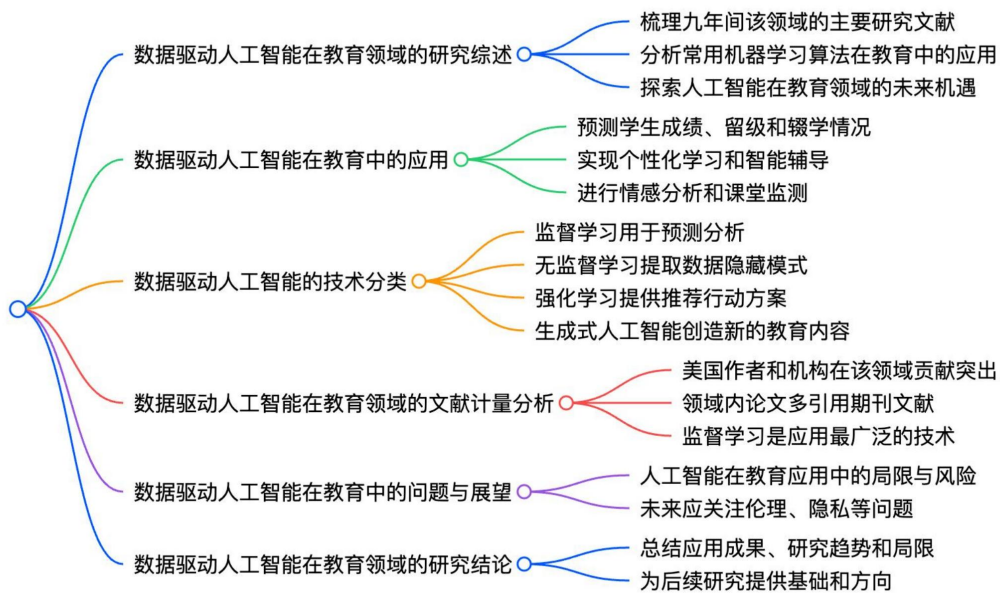 数据驱动人工智能在教育领域的研究综述
梳理九年间该领域的主要研究文献
分析常用机器学习算法在教育中的应用
探索人工智能在教育领域的未来机遇
数据驱动人工智能在教育中的应用
预测学生成绩、留级和辍学情况
实现个性化学习和智能辅导
进行情感分析和课堂监测
数据驱动人工智能的技术分类
监督学习用于预测分析
无监督学习提取数据隐藏模式
强化学习提供推荐行动方案
生成式人工智能创造新的教育内容
数据驱动人工智能在教育领域的文献计量分析
美国作者和机构在该领域贡献突出
领域内论文多引用期刊文献
监督学习是应用最广泛的技术
数据驱动人工智能在教育中的问题与展望
人工智能在教育应用中的局限与风险
未来应关注伦理、隐私等问题
数据驱动人工智能在教育领域的研究结论
总结应用成果、研究趋势和局限
为后续研究提供基础和方向